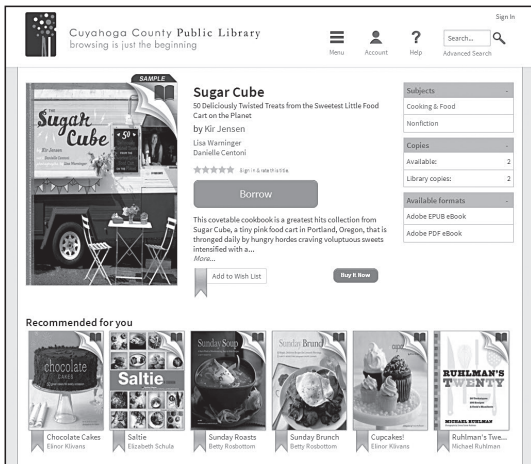 Sign In
Cuyahoga County Public Library
browsing is just the beginning
Menu
Account
Help
Search...
Advanced Search
SAMPLE
THE
Sugar
Cube
50
Kir Jensen
Danielle Centoni
Lisa Warninger
Sugar Cube
50 Deliciously Twisted Treats from the Sweetest Little Food
Cart on the Planet
by Kir Jensen
Lisa Warninger
Danielle Centoni
Sign in to rate this title.
Borrow
This covetable cookbook is a greatest hits collection from
Sugar Cube, a tiny pink food cart in Portland, Oregon, that is
thronged daily by hungry hordes craving voluptuous sweets
intensified with a...
More...
Add to Wish List
Buy It Now
Subjects -
Cooking & Food
Nonfiction
Copies -
Available: 2
Library copies: 2
Available formats -
Adobe EPUB eBook
Adobe PDF eBook
Recommended for you
chocolate
CAKES
Saltie
Sunday Soup
Sunday Brunch
RUHLMAN'S
TWENTY
MICHAEL RUHLMAN
Chocolate Cakes
Elinor Klivans
Saltie
Elizabeth Schula
Sunday Roasts
Betty Rosbottom
Sunday Brunch
Betty Rosbottom
Cupcakes!
Elinor Klivans
Ruhlman's Twe...
Michael Ruhlman